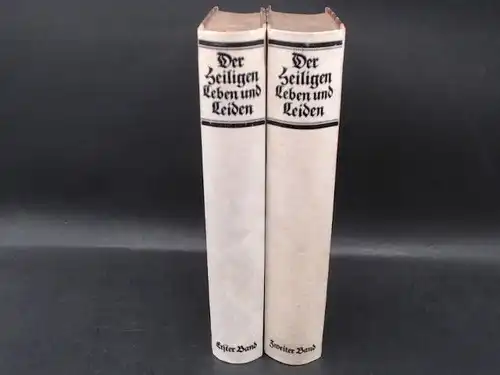 Der
Heiligen
Leben und
Leiden
Erster Band
Der
Heiligen
Leben und
Leiden
Zweiter Band